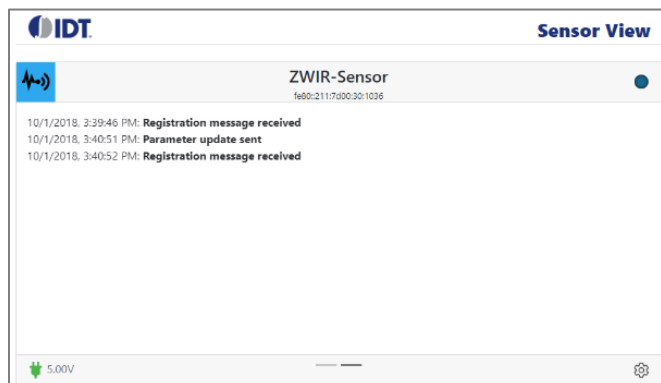 IDT.
Sensor View
ZWIR-Sensor
fe80::211:7d00:30:1036
10/1/2018, 3:39:46 PM: Registration message received
10/1/2018, 3:40:51 PM: Parameter update sent
10/1/2018, 3:40:52 PM: Registration message received
5.00V